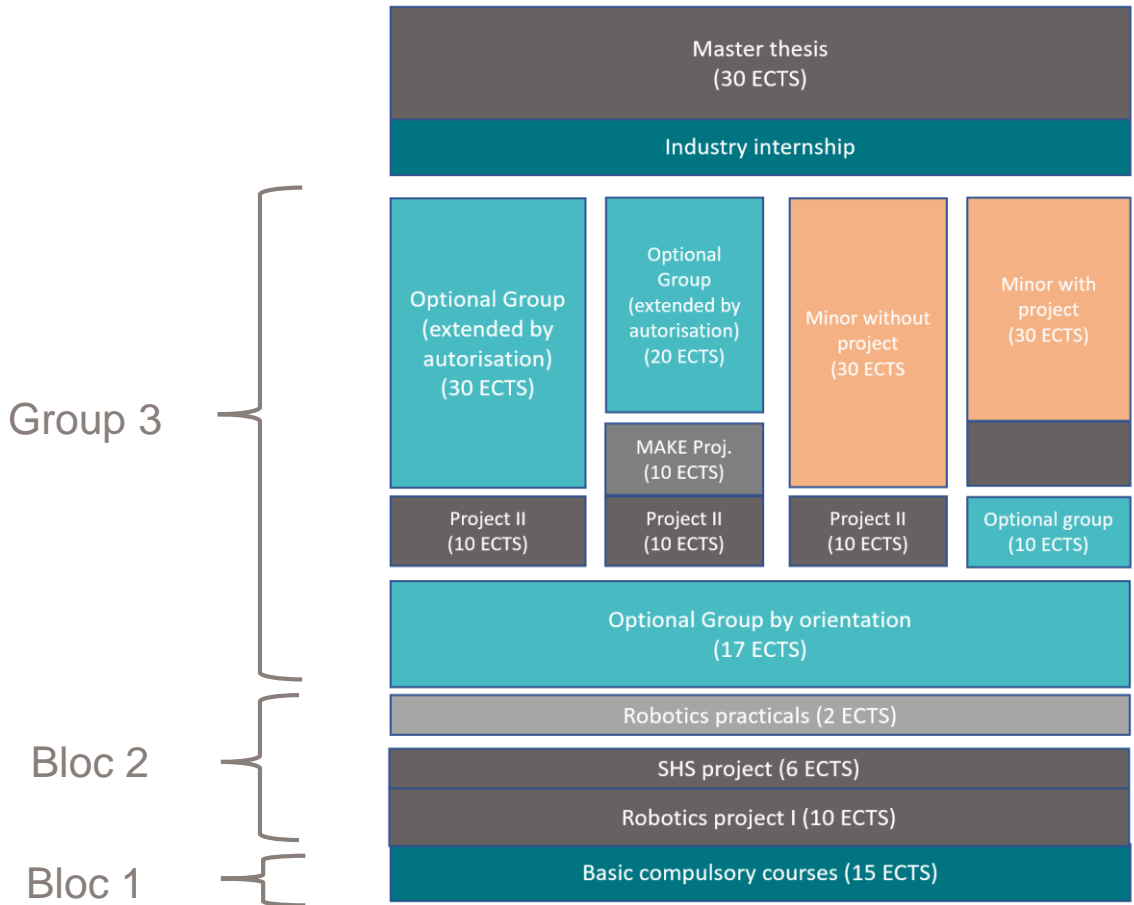 Master thesis
(30 ECTS)
Industry internship
Group 3
Optional Group
(extended by
autorisation)
(30 ECTS)
Optional
Group
(extended by
autorisation)
(20 ECTS)
MAKE Proj.
(10 ECTS)
Minor without
project
(30 ECTS
Minor with
project
(30 ECTS)
Project II
(10 ECTS)
Project II
(10 ECTS)
Project II
(10 ECTS)
Optional group
(10 ECTS)
Optional Group by orientation
(17 ECTS)
Bloc 2
Robotics practicals (2 ECTS)
SHS project (6 ECTS)
Robotics project I (10 ECTS)
Bloc 1
Basic compulsory courses (15 ECTS)